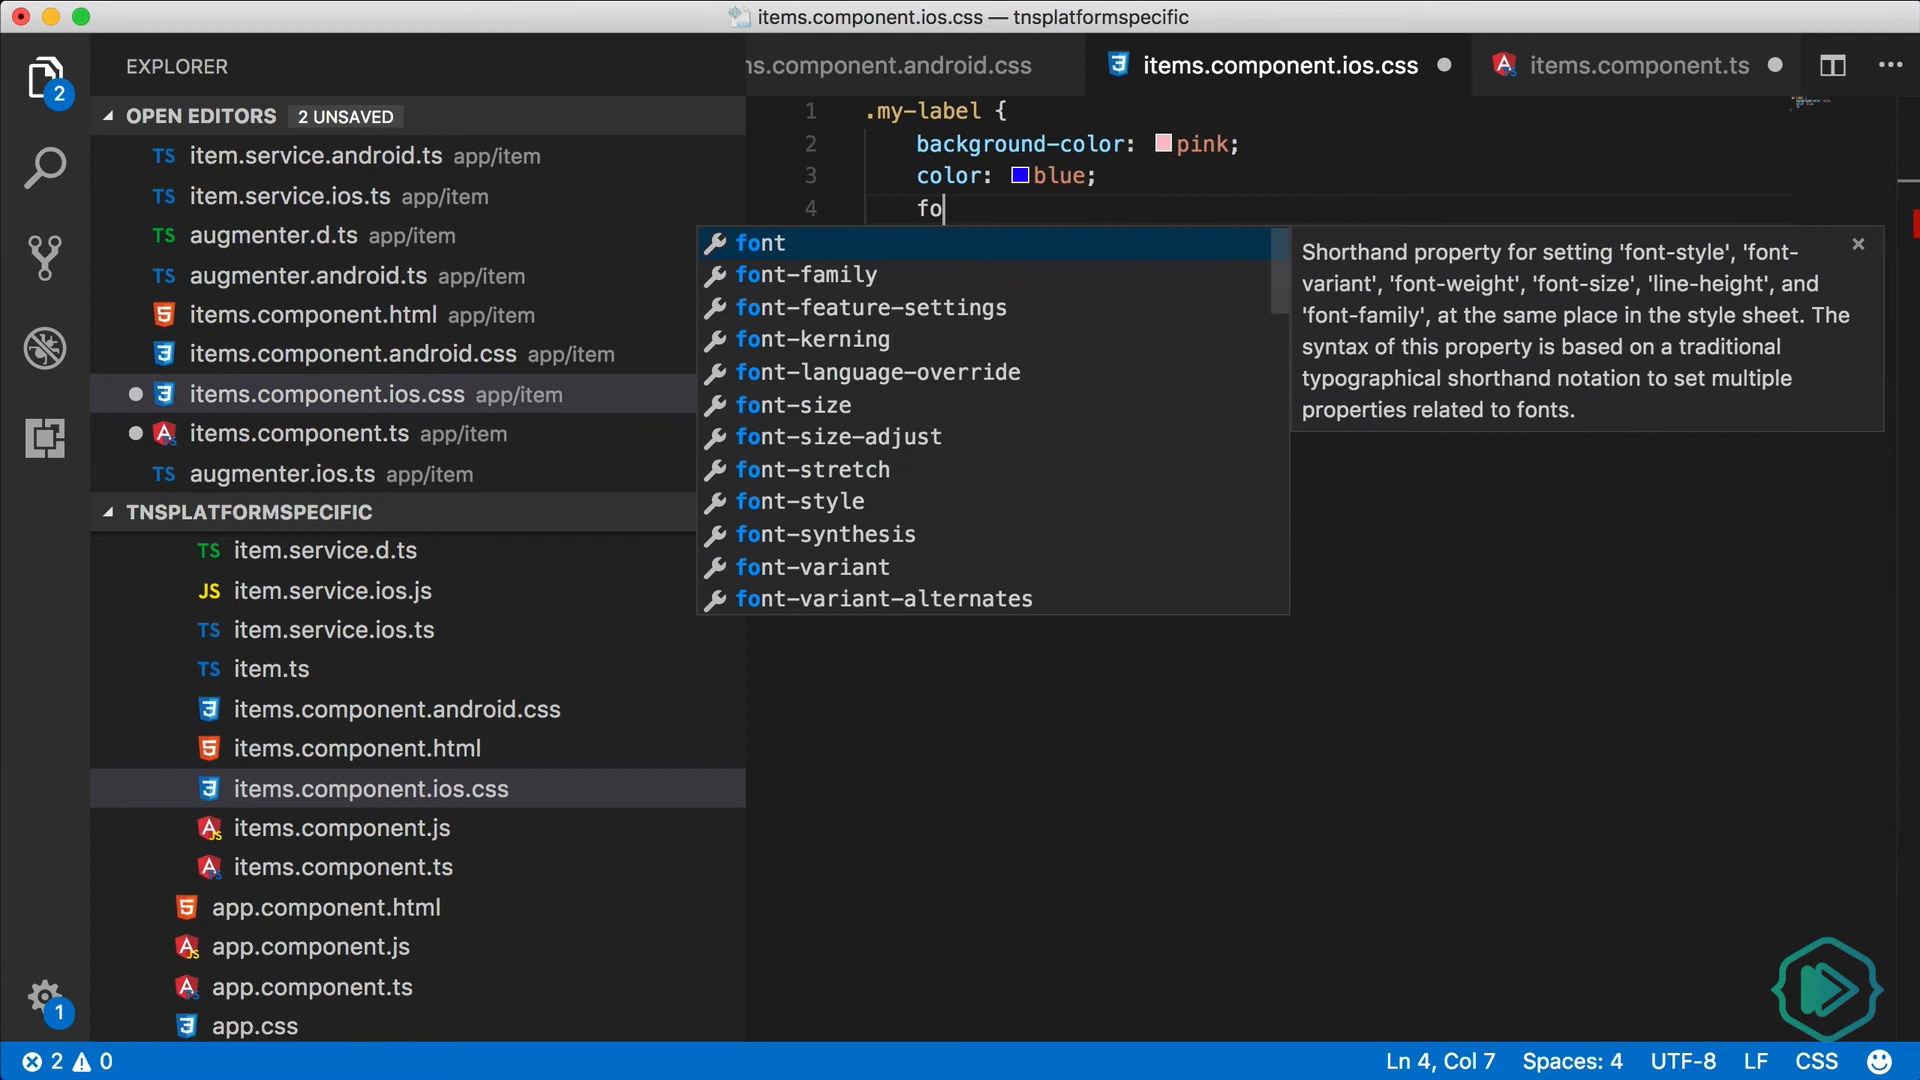 items.component.ios.css — tnsplatformspecific
EXPLORER
OPEN EDITORS 2 UNSAVED
TS item.service.android.ts app/item
TS item.service.ios.ts app/item
TS augmenter.d.ts app/item
TS augmenter.android.ts app/item
items.component.html app/item
items.component.android.css app/item
items.component.ios.css app/item
items.component.ts app/item
TS augmenter.ios.ts app/item
TNSPLATFORMSPECIFIC
TS item.service.d.ts
JS item.service.ios.js
TS item.service.ios.ts
TS item.ts
items.component.android.css
items.component.html
items.component.ios.css
items.component.js
items.component.ts
app.component.html
app.component.js
app.component.ts
app.css
2
1
ns.component.android.css items.component.ios.css items.component.ts
1 .my-label {
2 background-color: pink;
3 color: blue;
4 fo
font
font-family
font-feature-settings
font-kerning
font-language-override
font-size
font-size-adjust
font-stretch
font-style
font-synthesis
font-variant
font-variant-alternates
Shorthand property for setting 'font-style', 'font-
variant', 'font-weight', 'font-size', 'line-height', and
'font-family', at the same place in the style sheet. The
syntax of this property is based on a traditional
typographical shorthand notation to set multiple
properties related to fonts.
2 0 Ln 4, Col 7 Spaces: 4 UTF-8 LF CSS